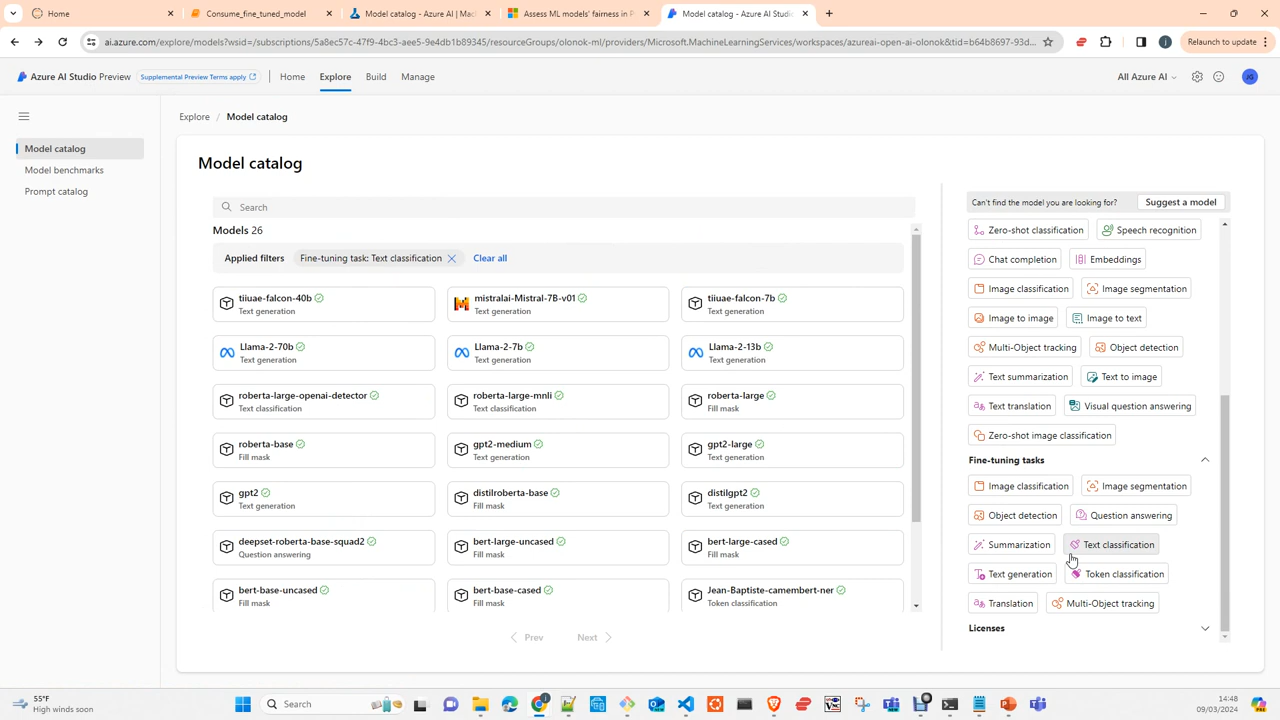 Home
Consume_fine_tuned_model
Model catalog - Azure AI | Mac
Assess ML models' fairness in P
Model catalog - Azure AI Studio
ai.azure.com/explore/models?wsid=/subscriptions/5a8ec57c-47f9-4bc3-aee5-9e4db1b89345/resourceGroups/olonok-ml/providers/Microsoft.MachineLearningServices/workspaces/azureai-open-ai-olonok&tid=b64b8697-93d...
Relaunch to update
Azure AI Studio Preview
Supplemental Preview Terms apply
Home
Explore
Build
Manage
All Azure AI
JG
Explore / Model catalog
Model catalog
Model benchmarks
Prompt catalog
Model catalog
Search
Models 26
Applied filters
Fine-tuning task: Text classification
Clear all
tiiuae-falcon-40b
Text generation
mistralai-Mistral-7B-v01
Text generation
tiiuae-falcon-7b
Text generation
Llama-2-70b
Text generation
Llama-2-7b
Text generation
Llama-2-13b
Text generation
roberta-large-openai-detector
Text classification
roberta-large-mnli
Text classification
roberta-large
Fill mask
roberta-base
Fill mask
gpt2-medium
Text generation
gpt2-large
Text generation
gpt2
Text generation
distilroberta-base
Fill mask
distilgpt2
Text generation
deepset-roberta-base-squad2
Question answering
bert-large-uncased
Fill mask
bert-large-cased
Fill mask
bert-base-uncased
Fill mask
bert-base-cased
Fill mask
Jean-Baptiste-camembert-ner
Token classification
Prev
Next
Can't find the model you are looking for?
Suggest a model
Zero-shot classification
Speech recognition
Chat completion
Embeddings
Image classification
Image segmentation
Image to image
Image to text
Multi-Object tracking
Object detection
Text summarization
Text to image
Text translation
Visual question answering
Zero-shot image classification
Fine-tuning tasks
Image classification
Image segmentation
Object detection
Question answering
Summarization
Text classification
Text generation
Token classification
Translation
Multi-Object tracking
Licenses
55°F
High winds soon
Search
14:48
09/03/2024